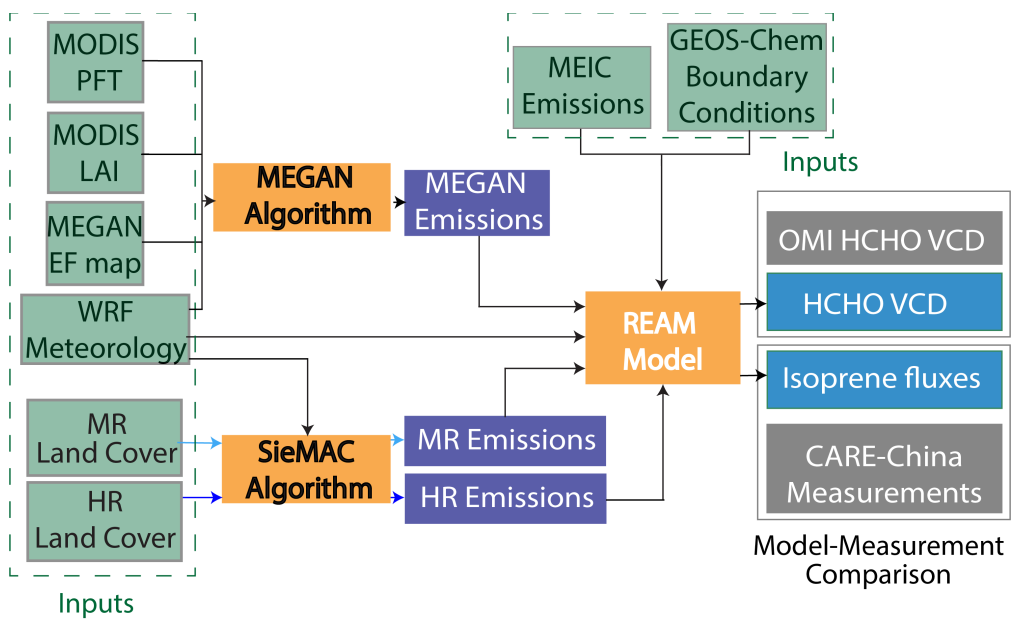 MODIS
PFT
MODIS
LAI
MEGAN
EF map
WRF
Meteorology
MR
Land Cover
HR
Land Cover
Inputs
MEGAN
Algorithm
MEGAN
Emissions
SieMAC
Algorithm
MR Emissions
HR Emissions
MEIC
Emissions
GEOS-Chem
Boundary
Conditions
Inputs
REAM
Model
OMI HCHO VCD
HCHO VCD
Isoprene fluxes
CARE-China
Measurements
Model-Measurement
Comparison